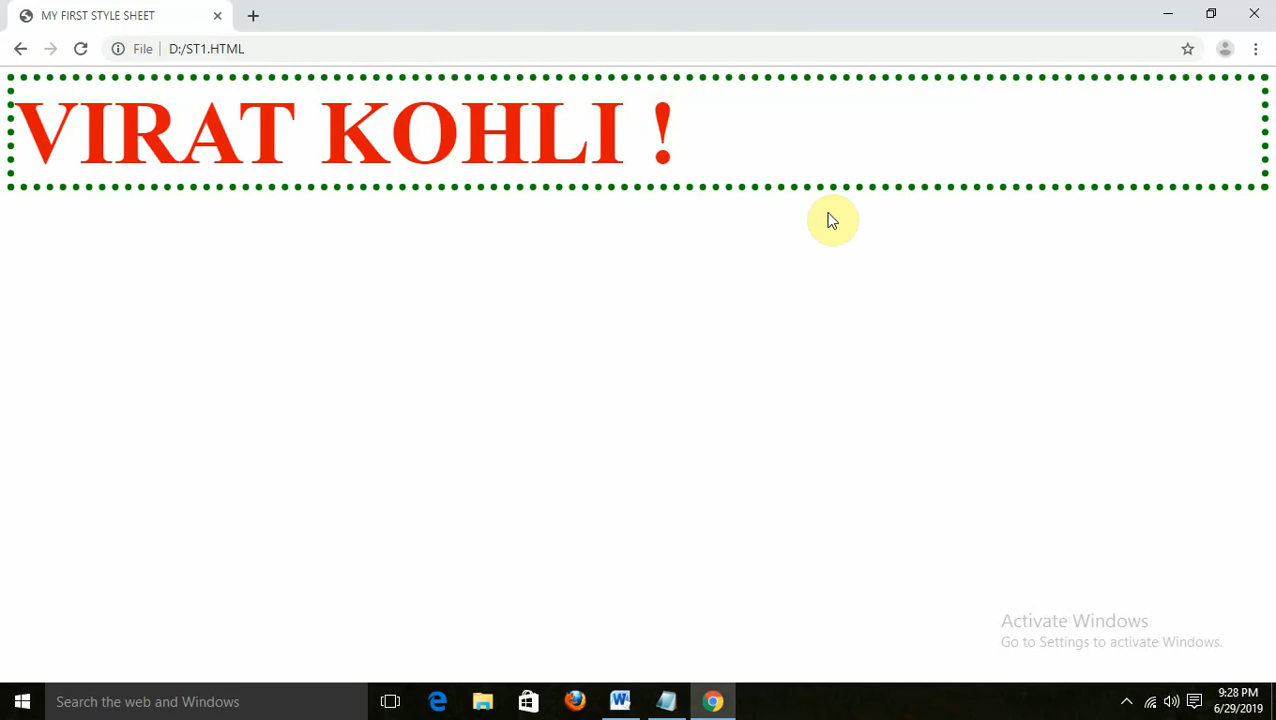 MY FIRST STYLE SHEET
File D:/ST1.HTML
VIRAT KOHLI !
Activate Windows
Go to Settings to activate Windows.
Search the web and Windows
9:28 PM
6/29/2019